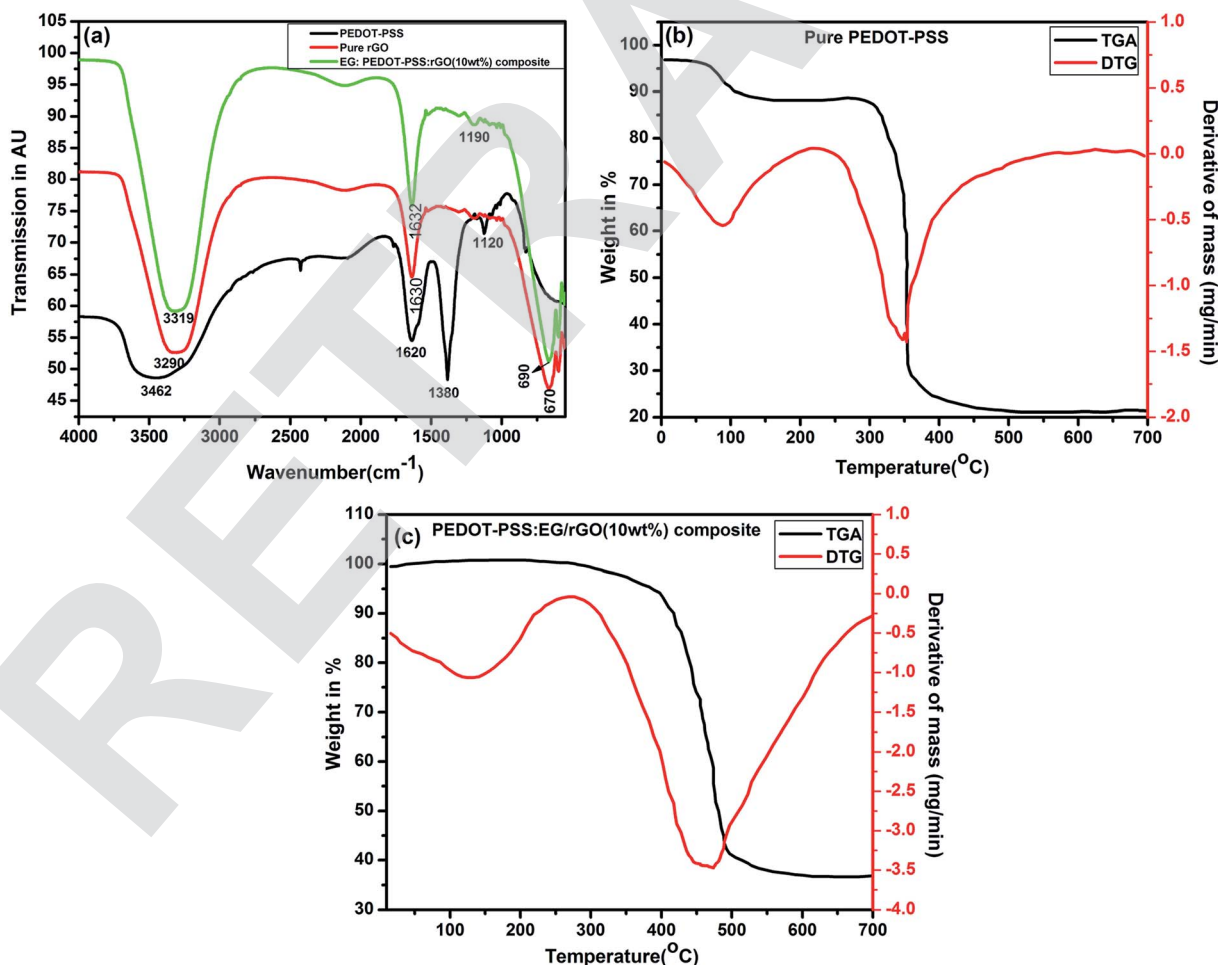 (a)
PEDOT-PSS
Pure rGO
EG: PEDOT-PSS:rGO(10wt%) composite
105
100
95
90
85
80
75
70
65
60
55
50
45
Transmission in AU
3319
3290
3462
1632
1630
1620
1380
1190
1120
690
670
4000 3500 3000 2500 2000 1500 1000
Wavenumber(cm⁻¹)
(b)
Pure PEDOT-PSS
TGA
DTG
100
90
80
70
60
50
40
30
20
Weight in %
1.0
0.5
0.0
-0.5
-1.0
-1.5
-2.0
Derivative of mass (mg/min)
0 100 200 300 400 500 600 700
Temperature(°C)
(c)
PEDOT-PSS:EG/rGO(10wt%) composite
TGA
DTG
110
100
90
80
70
60
50
40
30
Weight in %
1.0
0.5
0.0
-0.5
-1.0
-1.5
-2.0
-2.5
-3.0
-3.5
-4.0
Derivative of mass (mg/min)
100 200 300 400 500 600 700
Temperature(°C)
RETRA